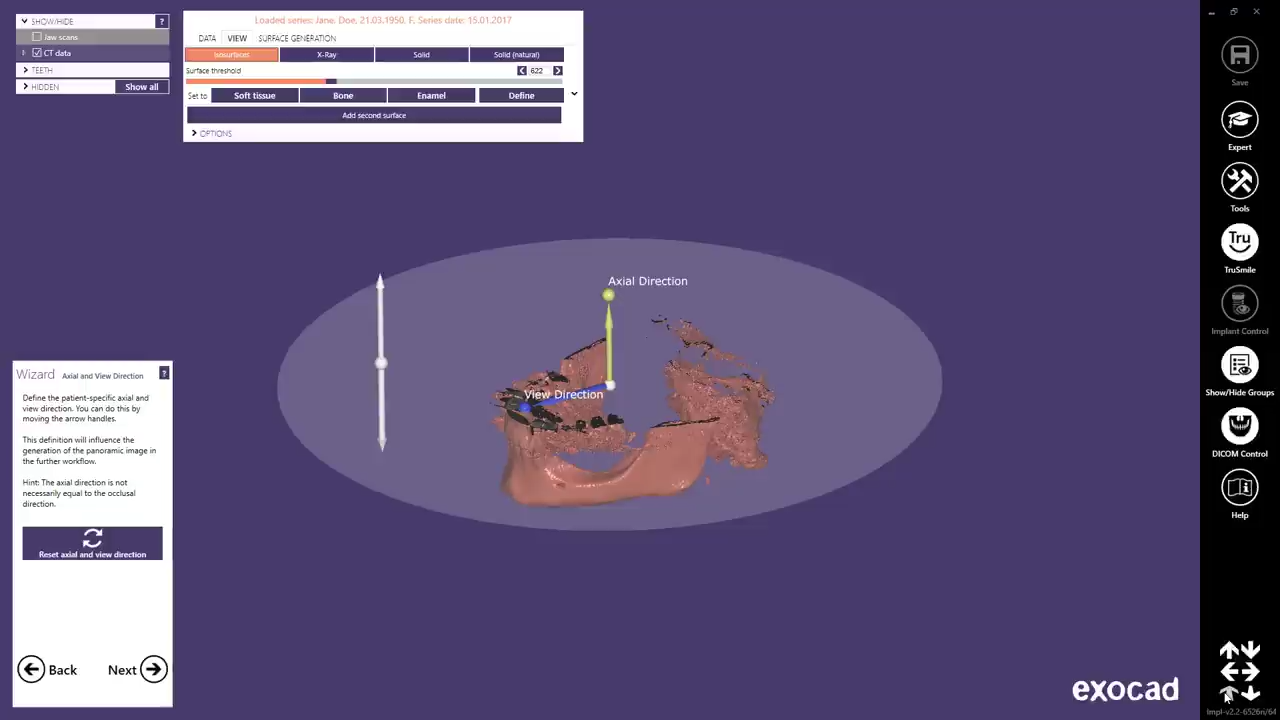 SHOW/HIDE ?
Jaw scans
CT data
TEETH
HIDDEN Show all
Loaded series: Jane, Doe, 21.03.1950, F, Series date: 15.01.2017
DATA VIEW SURFACE GENERATION
Isosurfaces X-Ray Solid Solid (natural)
Surface threshold 622
Set to Soft tissue Bone Enamel Define
Add second surface
OPTIONS
Axial Direction
View Direction
Wizard Axial and View Direction ?
Define the patient-specific axial and
view direction. You can do this by
moving the arrow handles.
This definition will influence the
generation of the panoramic image in
the further workflow.
Hint: The axial direction is not
necessarily equal to the occlusal
direction.
Reset axial and view direction
Back Next
Save
Expert
Tools
Tru
TruSmile
Implant Control
Show/Hide Groups
DICOM Control
Help
exocad
Impl-v2.2-6526ri/64